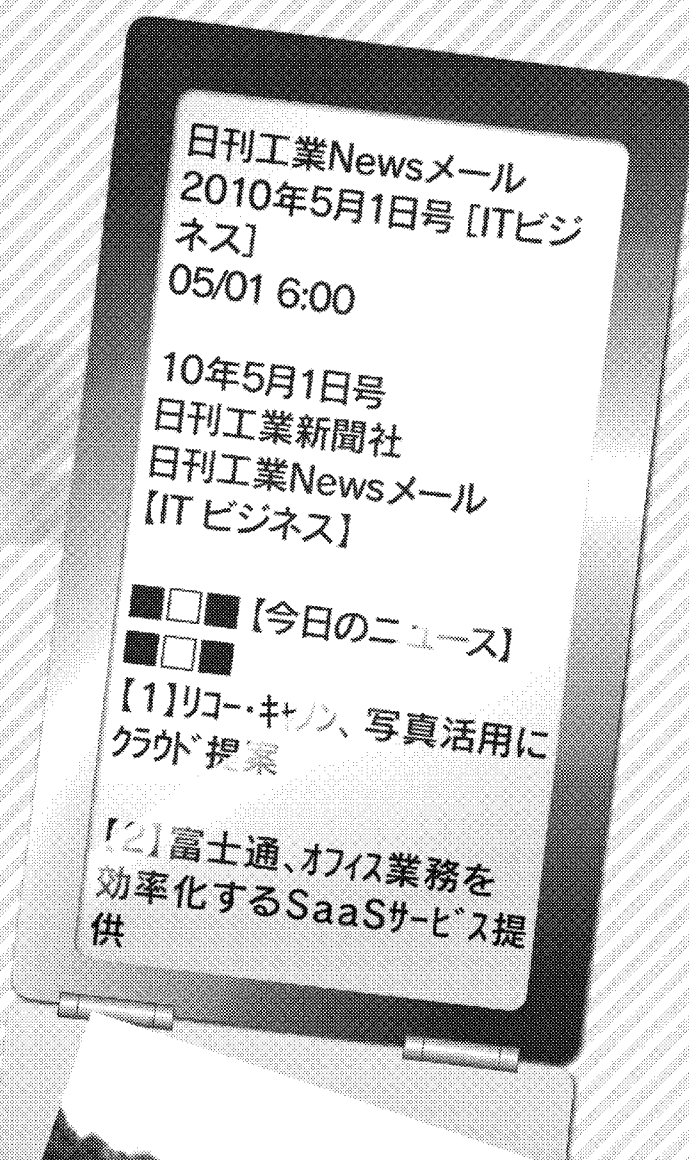 日刊工業Newsメール
2010年5月1日号 [ITビジ
ネス]
05/01 6:00
10年5月1日号
日刊工業新聞社
日刊工業Newsメール
【IT ビジネス】
■□■【今日のニュース】
■□■
【1】ﾘｺｰ・ｷﾔﾉﾝ、写真活用に
ｸﾗｳﾄﾞ提案
【2】富士通、ｵﾌｨｽ業務を
効率化するSaaSｻｰﾋﾞｽ提
供